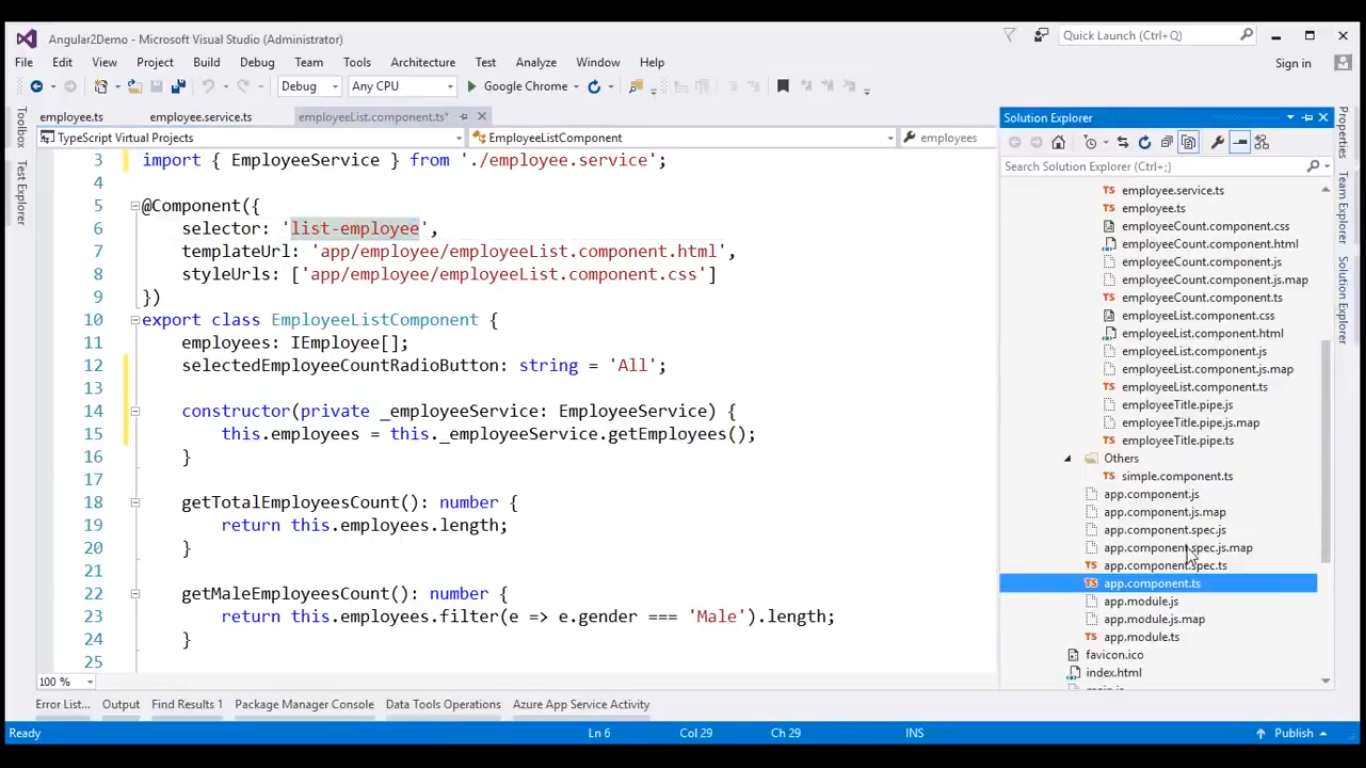 Angular2Demo - Microsoft Visual Studio (Administrator)
Quick Launch (Ctrl+Q)
File Edit View Project Build Debug Team Tools Architecture Test Analyze Window Help
Sign in
Debug Any CPU Google Chrome
employee.ts employee.service.ts employeeList.component.ts*
TypeScript Virtual Projects EmployeeListComponent employees
Toolbox
Test Explorer
3 import { EmployeeService } from './employee.service';
4
5 @Component({
6 selector: 'list-employee',
7 templateUrl: 'app/employee/employeeList.component.html',
8 styleUrls: ['app/employee/employeeList.component.css']
9 })
10 export class EmployeeListComponent {
11 employees: IEmployee[];
12 selectedEmployeeCountRadioButton: string = 'All';
13
14 constructor(private _employeeService: EmployeeService) {
15 this.employees = this._employeeService.getEmployees();
16 }
17
18 getTotalEmployeesCount(): number {
19 return this.employees.length;
20 }
21
22 getMaleEmployeesCount(): number {
23 return this.employees.filter(e => e.gender === 'Male').length;
24 }
25
100 %
Solution Explorer
Search Solution Explorer (Ctrl+;)
employee.service.ts
employee.ts
employeeCount.component.css
employeeCount.component.html
employeeCount.component.js
employeeCount.component.js.map
employeeCount.component.ts
employeeList.component.css
employeeList.component.html
employeeList.component.js
employeeList.component.js.map
employeeList.component.ts
employeeTitle.pipe.js
employeeTitle.pipe.js.map
employeeTitle.pipe.ts
Others
simple.component.ts
app.component.js
app.component.js.map
app.component.spec.js
app.component.spec.js.map
app.component.spec.ts
app.component.ts
app.module.js
app.module.js.map
app.module.ts
favicon.ico
index.html
Properties
Team Explorer
Solution Explorer
Error List... Output Find Results 1 Package Manager Console Data Tools Operations Azure App Service Activity
Ready Ln 6 Col 29 Ch 29 INS Publish